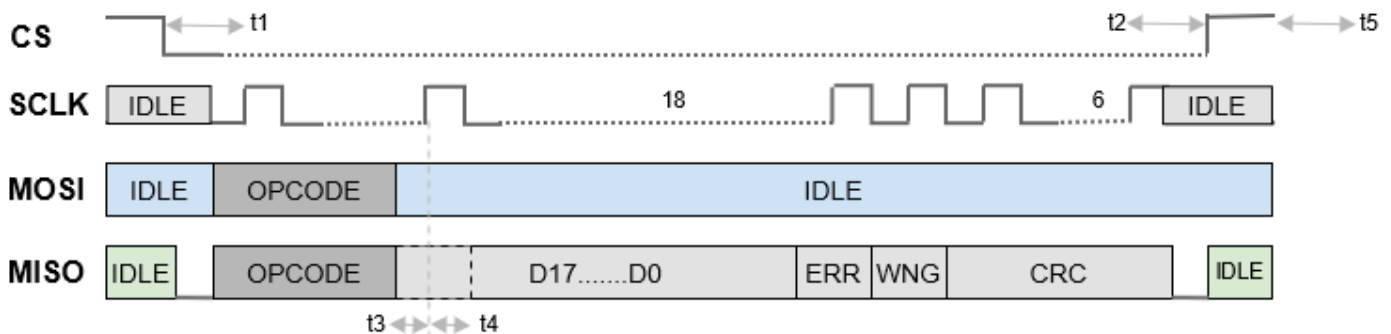 CS t1 t2 t5
SCLK IDLE 18 6 IDLE
MOSI IDLE OPCODE IDLE
MISO IDLE OPCODE D17.......D0 ERR WNG CRC IDLE
t3 t4